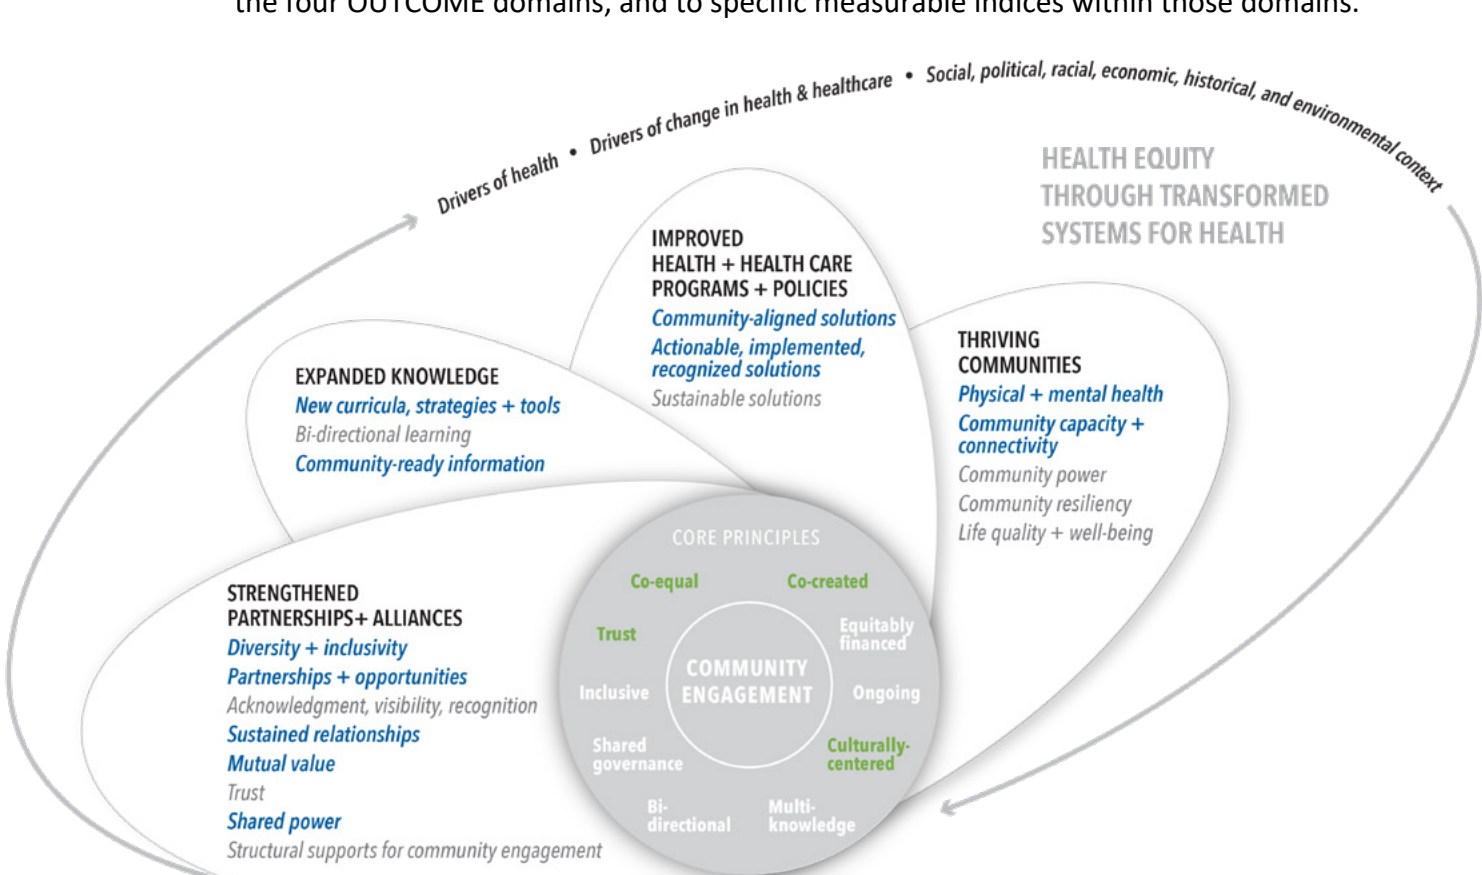 the four OUTCOME domains, and to specific measurable indices within those domains.
Drivers of health • Drivers of change in health & healthcare • Social, political, racial, economic, historical, and environmental context
HEALTH EQUITY
THROUGH TRANSFORMED
SYSTEMS FOR HEALTH
IMPROVED
HEALTH + HEALTH CARE
PROGRAMS + POLICIES
Community-aligned solutions
Actionable, implemented,
recognized solutions
Sustainable solutions
THRIVING
COMMUNITIES
Physical + mental health
Community capacity +
connectivity
Community power
Community resiliency
Life quality + well-being
EXPANDED KNOWLEDGE
New curricula, strategies + tools
Bi-directional learning
Community-ready information
STRENGTHENED
PARTNERSHIPS+ ALLIANCES
Diversity + inclusivity
Partnerships + opportunities
Acknowledgment, visibility, recognition
Sustained relationships
Mutual value
Trust
Shared power
Structural supports for community engagement
CORE PRINCIPLES
Co-equal
Co-created
Trust
Equitably
financed
Inclusive
COMMUNITY
ENGAGEMENT
Ongoing
Shared
governance
Culturally-
centered
Bi-
directional
Multi-
knowledge